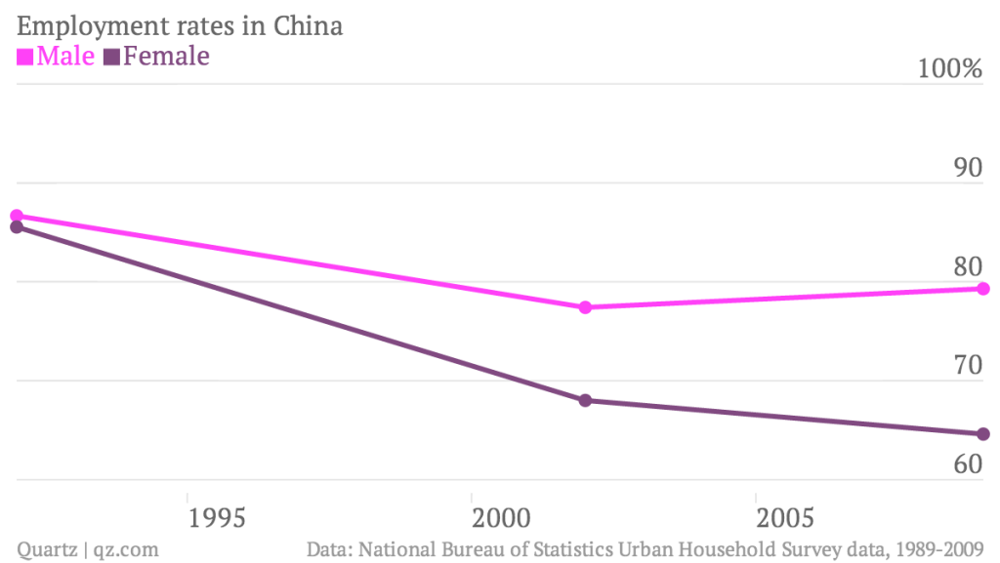 Employment rates in China
Male Female
100%
90
80
70
60
1995 2000 2005
Quartz | qz.com Data: National Bureau of Statistics Urban Household Survey data, 1989-2009